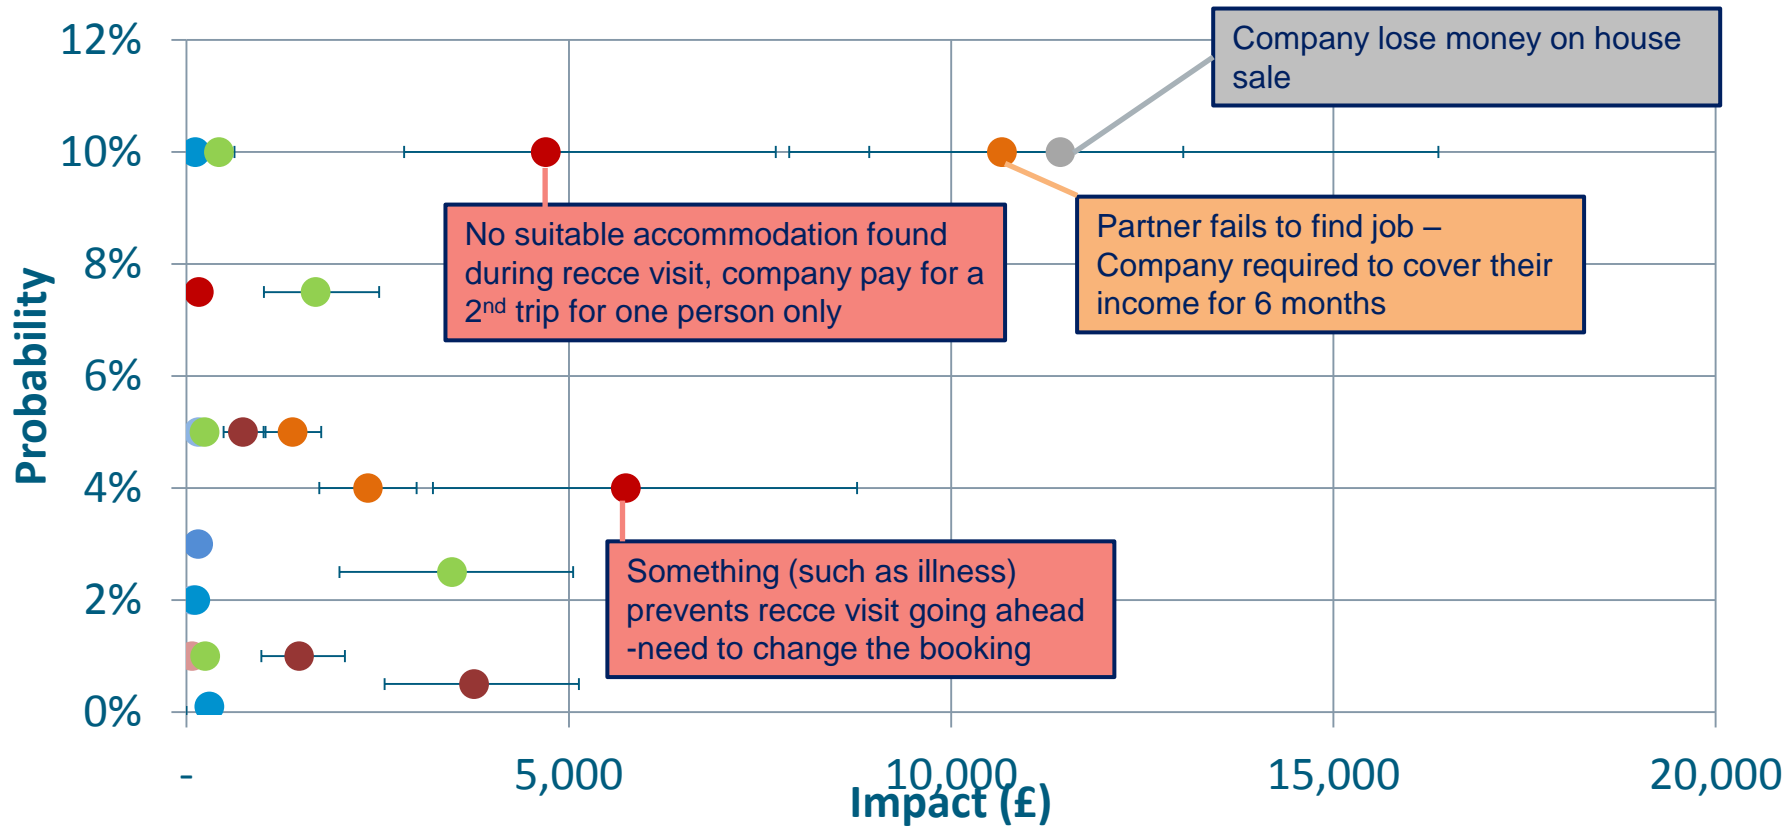 12%
10%
8%
6%
4%
2%
0%
Probability
Company lose money on house
sale
No suitable accommodation found
during recce visit, company pay for a
2nd trip for one person only
Partner fails to find job –
Company required to cover their
income for 6 months
Something (such as illness)
prevents recce visit going ahead
-need to change the booking
-
5,000
10,000
15,000
20,000
Impact (£)